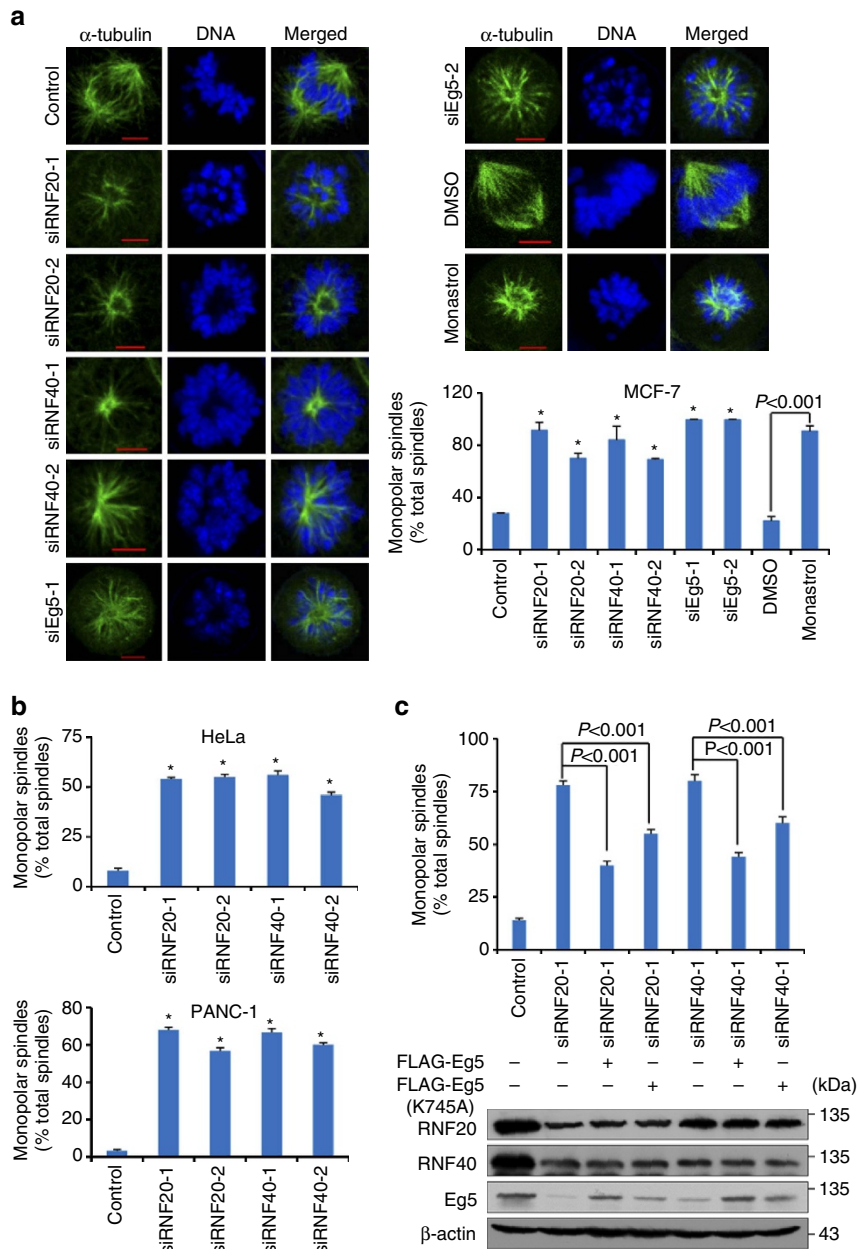 a
α-tubulin DNA Merged
Control
siRNF20-1
siRNF20-2
siRNF40-1
siRNF40-2
siEg5-1
α-tubulin DNA Merged
siEg5-2
DMSO
Monastrol
MCF-7
Monopolar spindles
(% total spindles)
120
80
40
0
* * * * * * P<0.001
Control siRNF20-1 siRNF20-2 siRNF40-1 siRNF40-2 siEg5-1 siEg5-2 DMSO Monastrol
b
HeLa
Monopolar spindles
(% total spindles)
75
50
25
0
* * * *
Control siRNF20-1 siRNF20-2 siRNF40-1 siRNF40-2
PANC-1
Monopolar spindles
(% total spindles)
80
60
40
20
0
* * * *
Control siRNF20-1 siRNF20-2 siRNF40-1 siRNF40-2
c
Monopolar spindles
(% total spindles)
100
75
50
25
0
P<0.001 P<0.001
P<0.001 P<0.001
Control siRNF20-1 siRNF20-1 siRNF20-1 siRNF40-1 siRNF40-1 siRNF40-1
FLAG-Eg5 – – + – – + –
FLAG-Eg5 – – – + – – + (kDa)
(K745A)
RNF20 135
RNF40 135
Eg5 135
β-actin 43